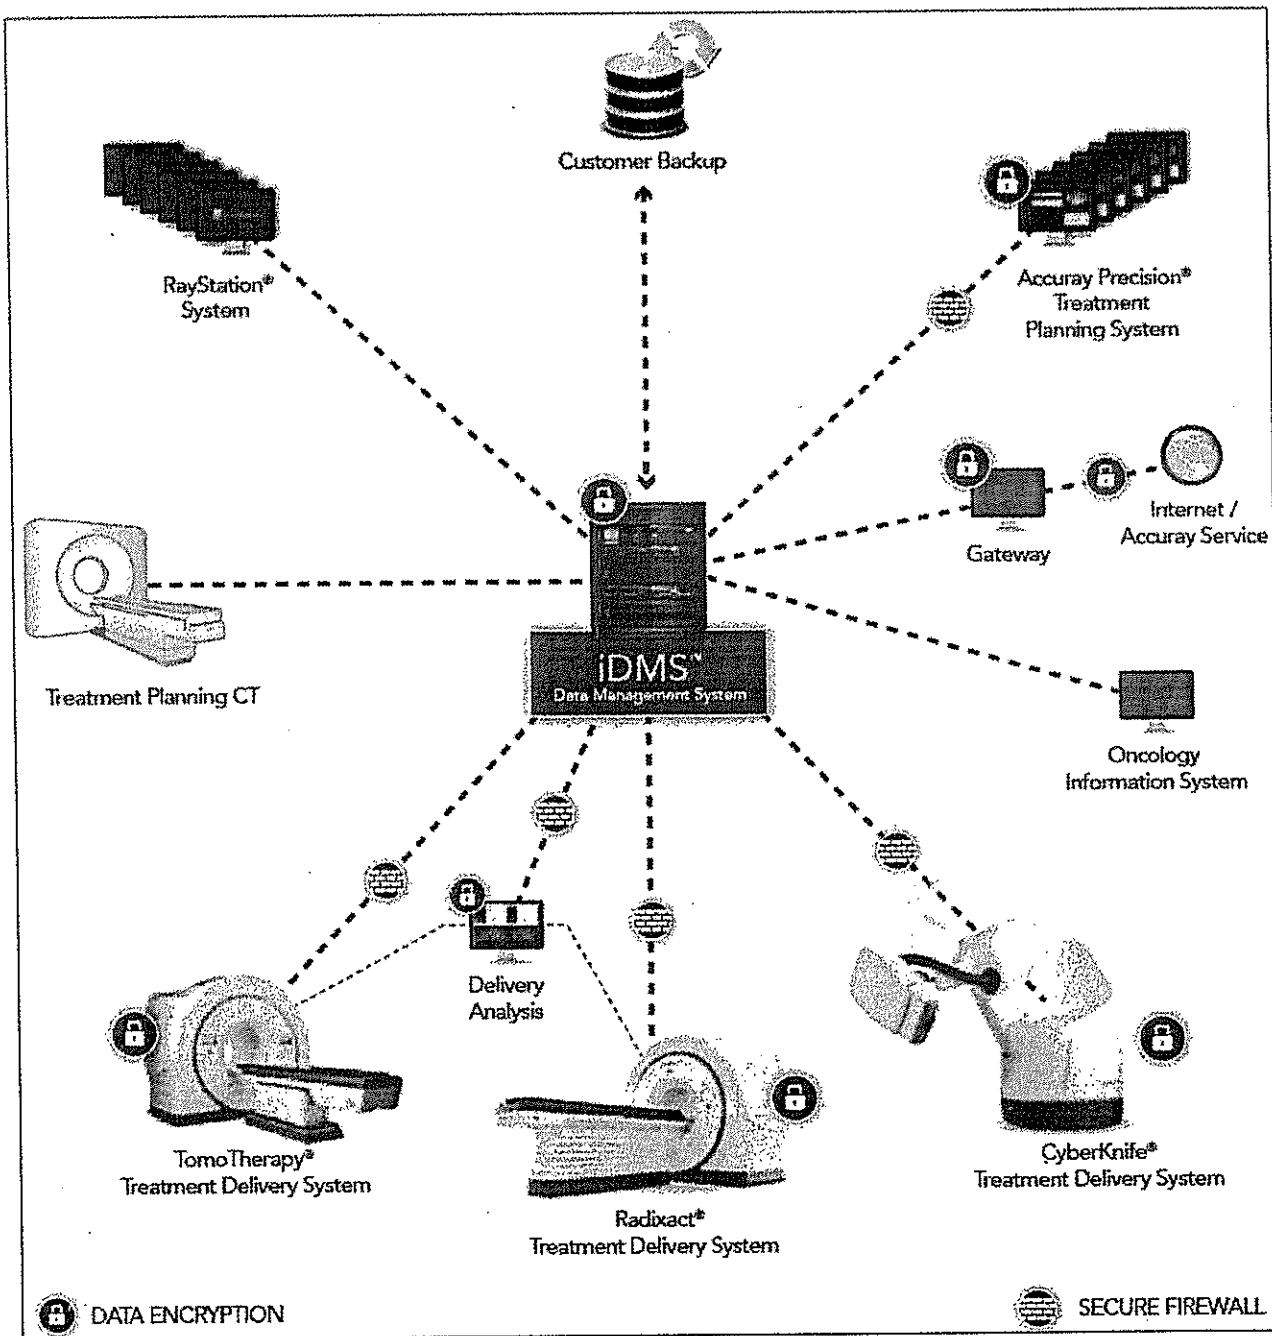 Customer Backup
RayStation®
System
Accuray Precision®
Treatment
Planning System
Internet /
Accuray Service
Gateway
Treatment Planning CT
iDMS™
Data Management System
Oncology
Information System
Delivery
Analysis
TomoTherapy®
Treatment Delivery System
CyberKnife®
Treatment Delivery System
Radixact®
Treatment Delivery System
DATA ENCRYPTION
SECURE FIREWALL